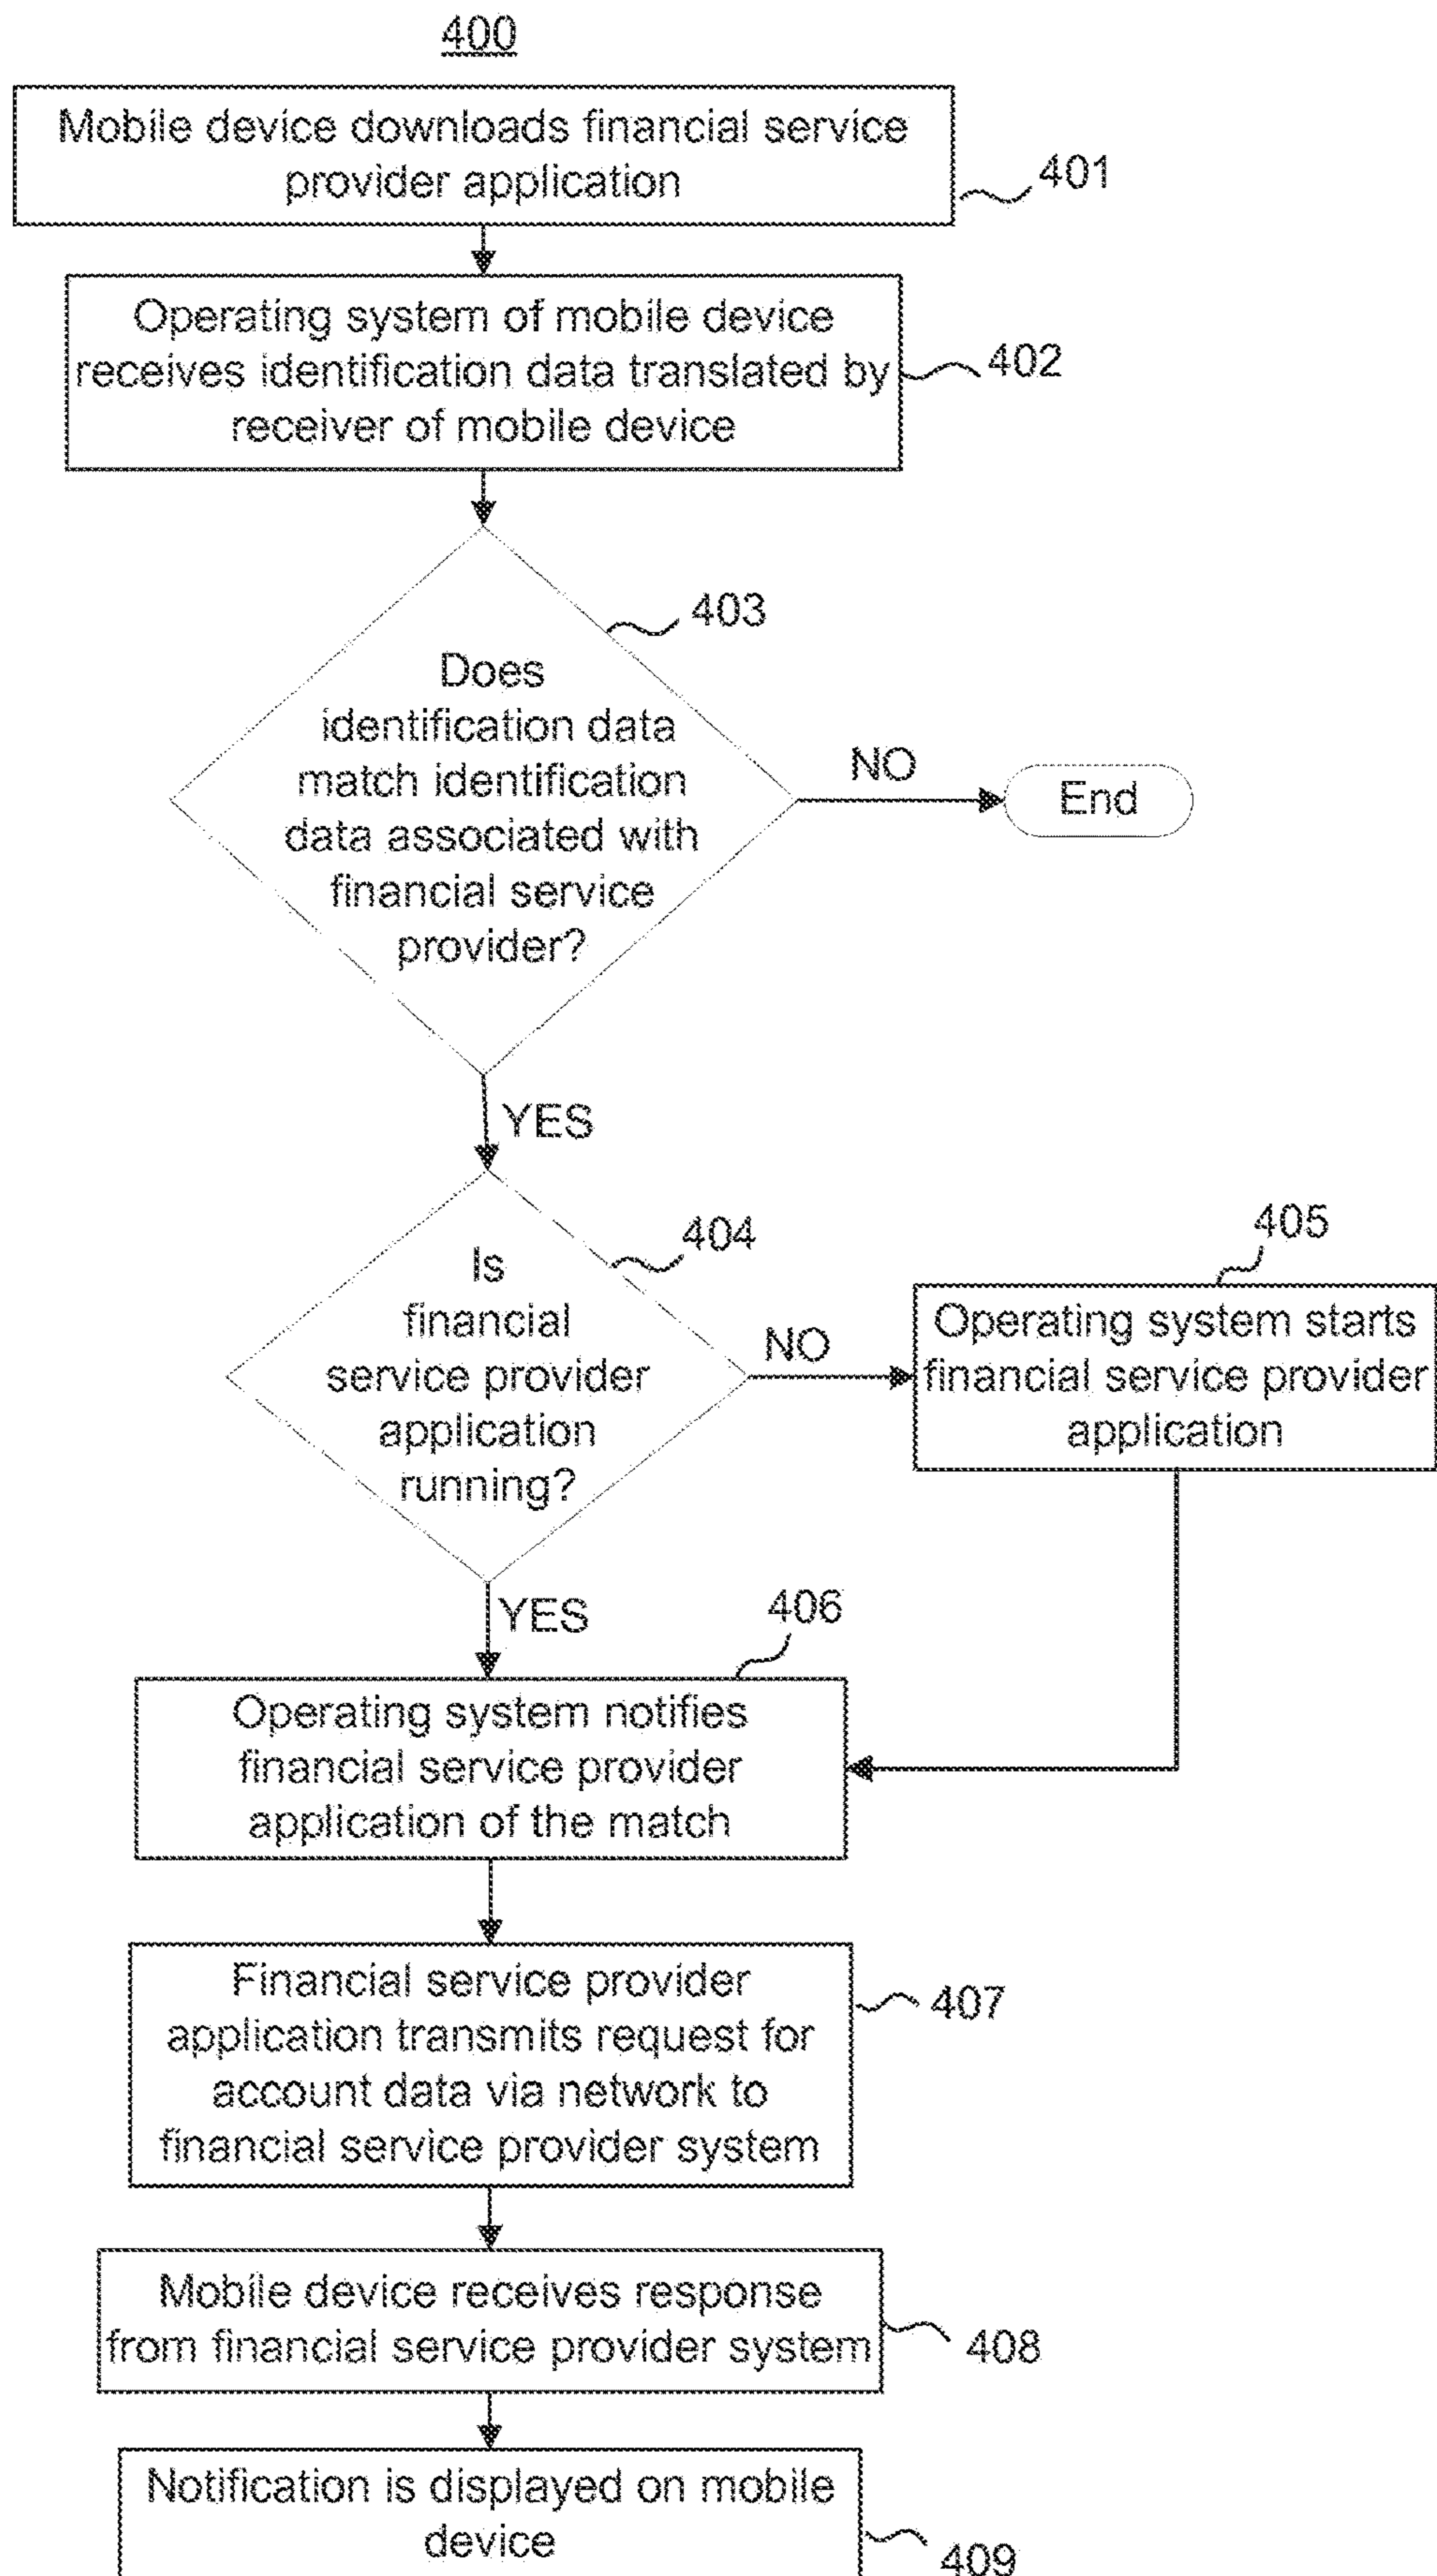 400
Mobile device downloads financial service
provider application
401
Operating system of mobile device
receives identification data translated by
receiver of mobile device
402
403
Does
identification data
match identification
data associated with
financial service
provider?
NO
End
YES
404
Is
financial
service provider
application
running?
NO
405
Operating system starts
financial service provider
application
YES
406
Operating system notifies
financial service provider
application of the match
Financial service provider
application transmits request for
account data via network to
financial service provider system
407
Mobile device receives response
from financial service provider system
408
Notification is displayed on mobile
device
409